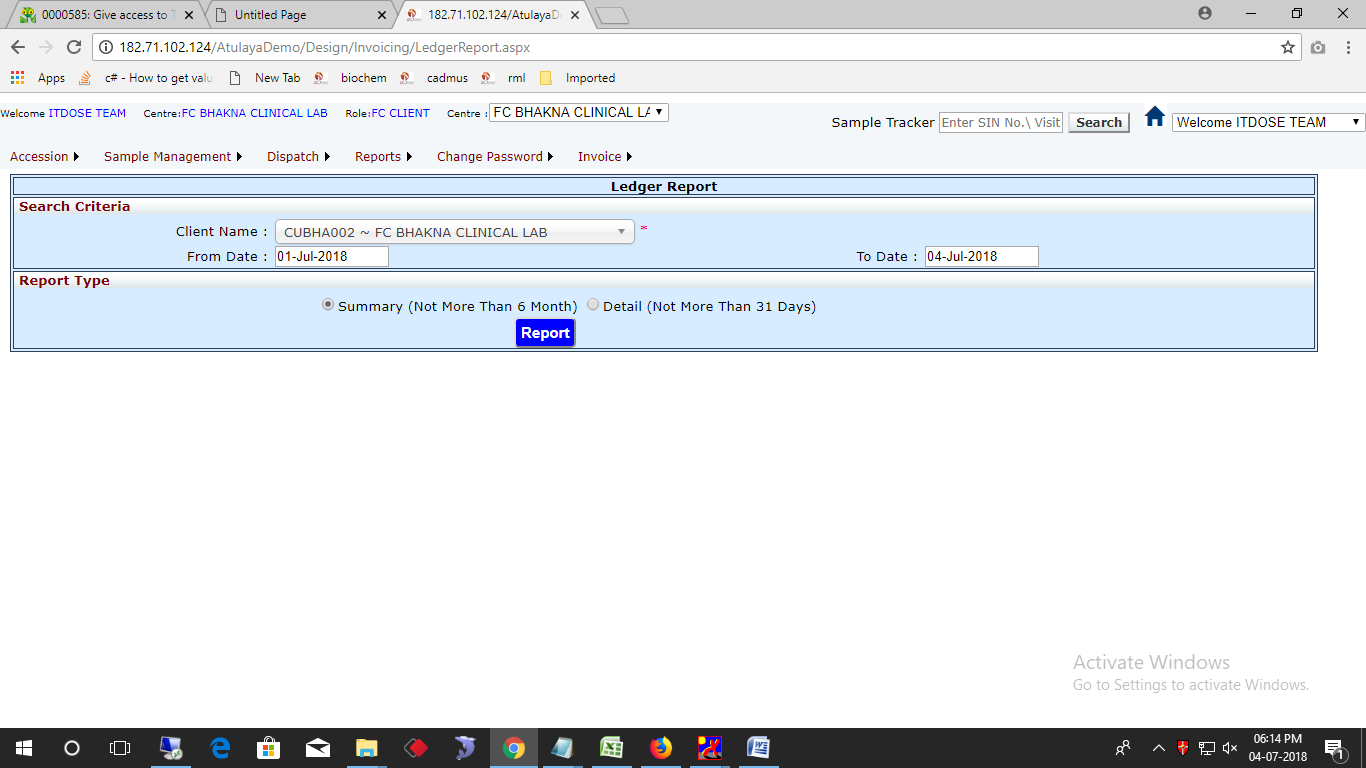 0000585: Give access to T
Untitled Page
182.71.102.124/AtulayaDe
182.71.102.124/AtulayaDemo/Design/Invoicing/LedgerReport.aspx
Apps c# - How to get valu New Tab biochem cadmus rml Imported
Welcome ITDOSE TEAM Centre:FC BHAKNA CLINICAL LAB Role:FC CLIENT Centre : FC BHAKNA CLINICAL LA
Sample Tracker Enter SIN No.\ Visit Search Welcome ITDOSE TEAM
Accession Sample Management Dispatch Reports Change Password Invoice
Ledger Report
Search Criteria
Client Name : CUBHA002 ~ FC BHAKNA CLINICAL LAB *
From Date : 01-Jul-2018 To Date : 04-Jul-2018
Report Type
Summary (Not More Than 6 Month) Detail (Not More Than 31 Days)
Report
Activate Windows
Go to Settings to activate Windows.
06:14 PM
04-07-2018
1